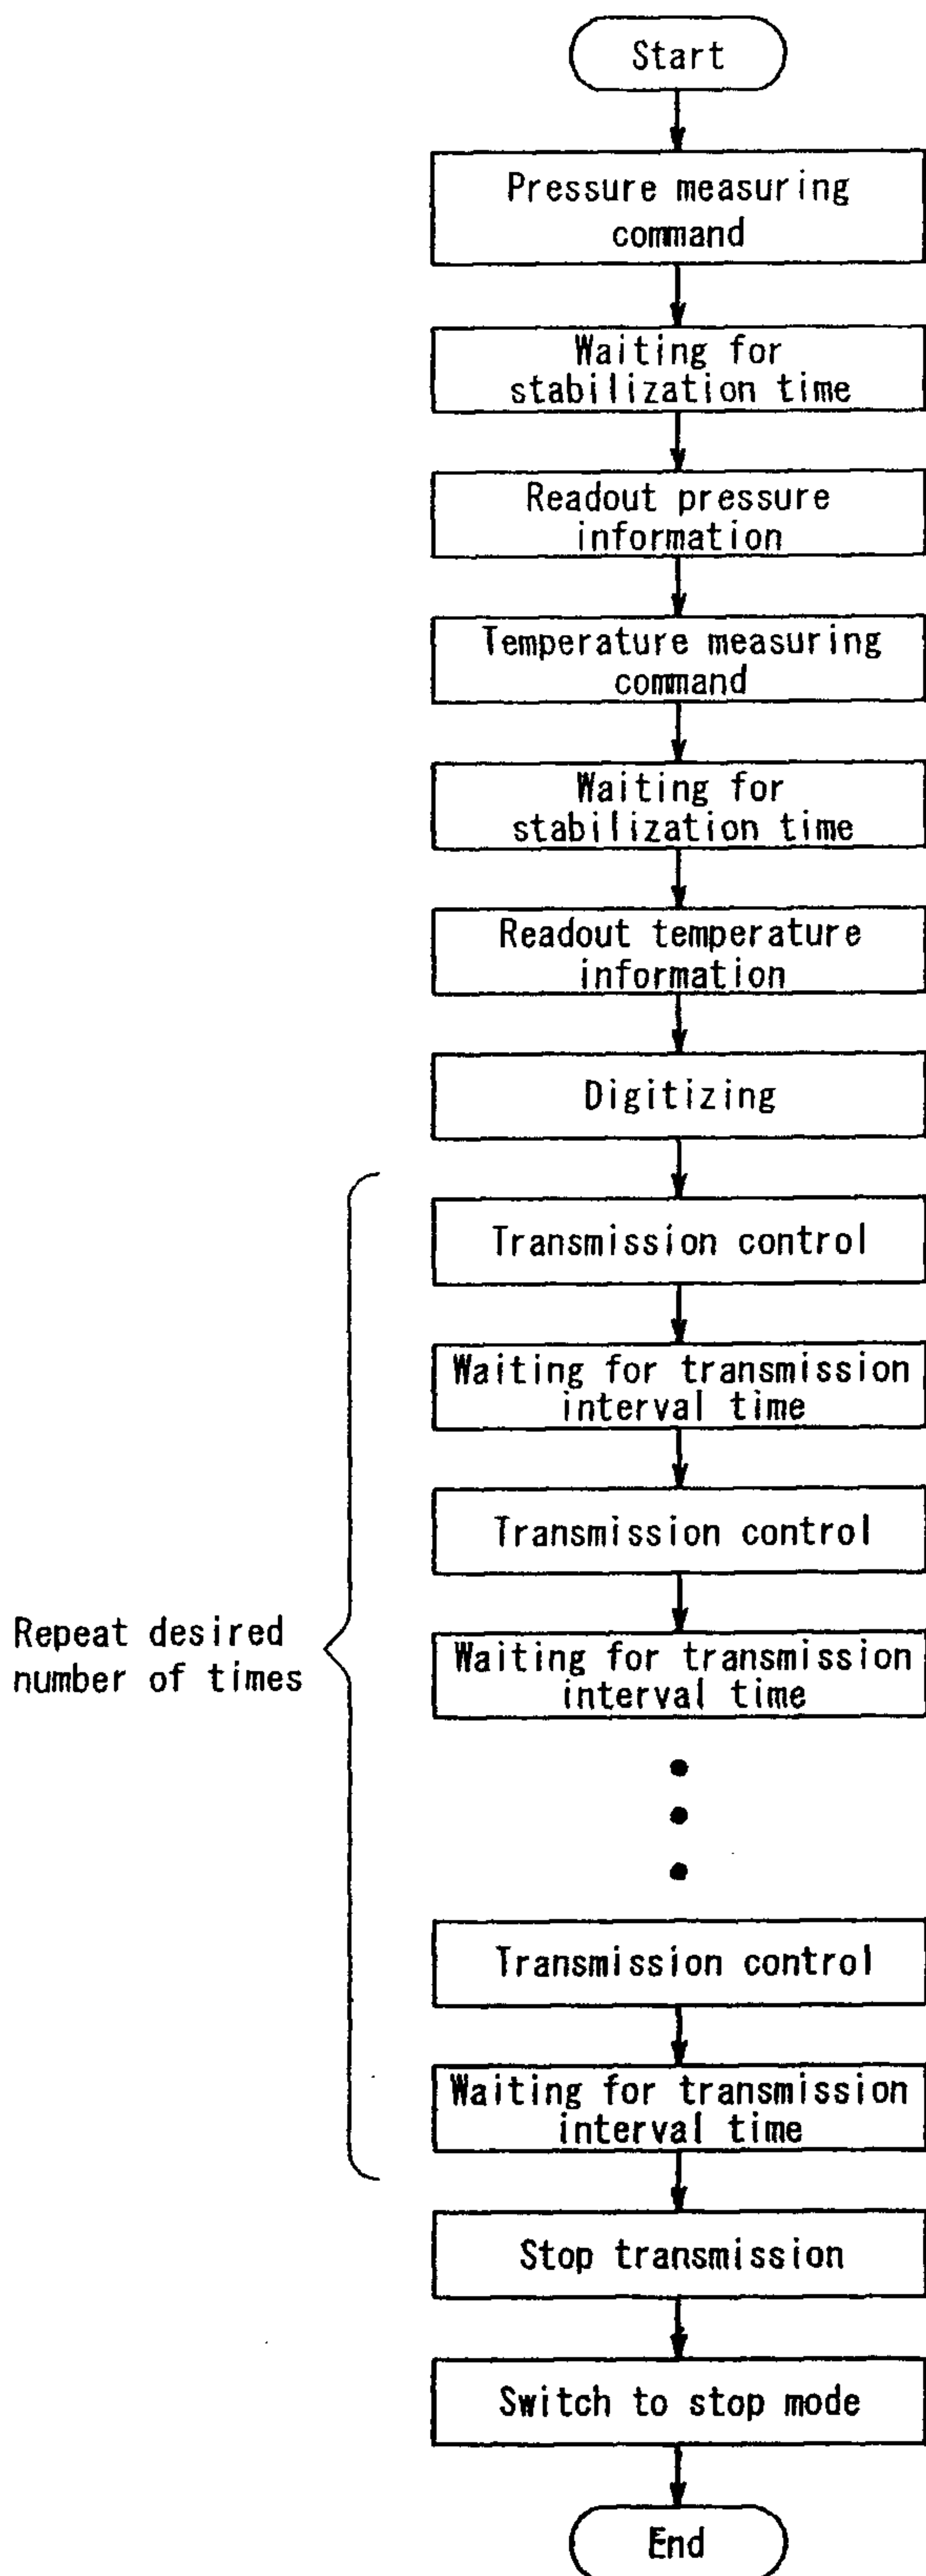 Start
Pressure measuring
command
Waiting for
stabilization time
Readout pressure
information
Temperature measuring
command
Waiting for
stabilization time
Readout temperature
information
Digitizing
Transmission control
Waiting for transmission
interval time
Transmission control
Repeat desired
number of times
Waiting for transmission
interval time
Transmission control
Waiting for transmission
interval time
Stop transmission
Switch to stop mode
End